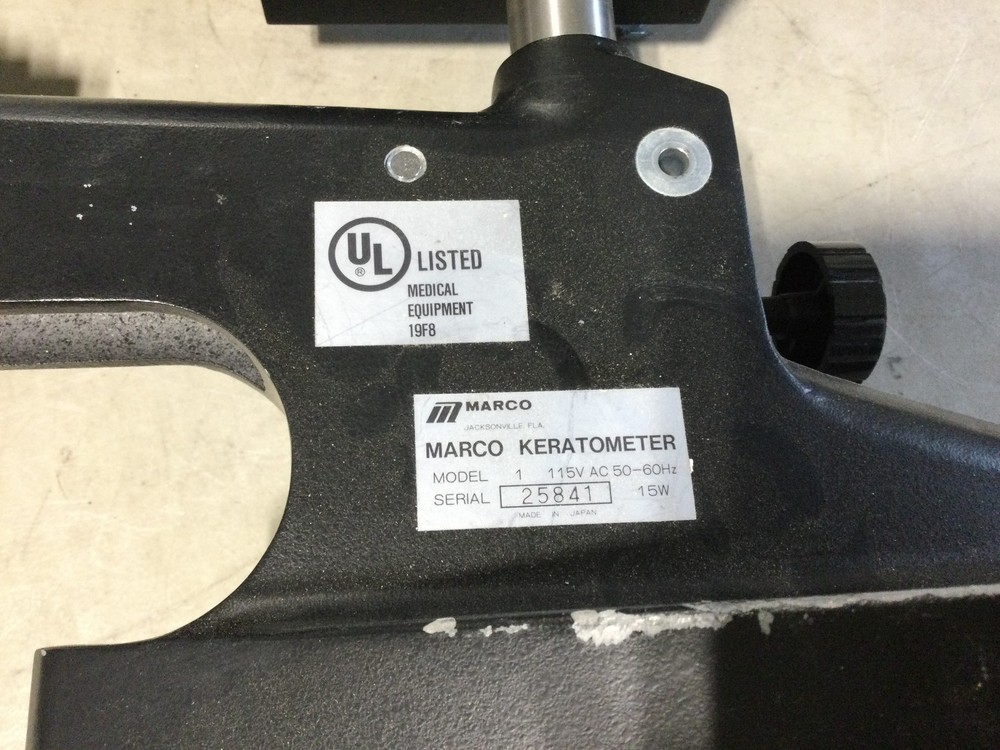 UL
®
LISTED
MEDICAL
EQUIPMENT
19F8
MARCO
JACKSONVILLE, FLA.
MARCO KERATOMETER
MODEL 1 115V AC 50-60Hz
SERIAL 25841 15W
MADE IN JAPAN